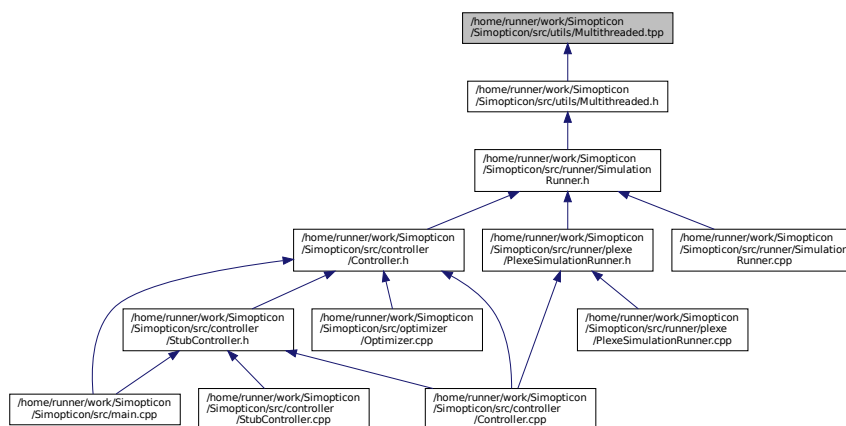 /home/runner/work/Simopticon
/Simopticon/src/utils/Multithreaded.tpp
/home/runner/work/Simopticon
/Simopticon/src/utils/Multithreaded.h
/home/runner/work/Simopticon
/Simopticon/src/runner/Simulation
Runner.h
/home/runner/work/Simopticon
/Simopticon/src/controller
/Controller.h
/home/runner/work/Simopticon
/Simopticon/src/runner/plexe
/PlexeSimulationRunner.h
/home/runner/work/Simopticon
/Simopticon/src/runner/Simulation
Runner.cpp
/home/runner/work/Simopticon
/Simopticon/src/controller
/StubController.h
/home/runner/work/Simopticon
/Simopticon/src/optimizer
/Optimizer.cpp
/home/runner/work/Simopticon
/Simopticon/src/runner/plexe
/PlexeSimulationRunner.cpp
/home/runner/work/Simopticon
/Simopticon/src/main.cpp
/home/runner/work/Simopticon
/Simopticon/src/controller
/StubController.cpp
/home/runner/work/Simopticon
/Simopticon/src/controller
/Controller.cpp